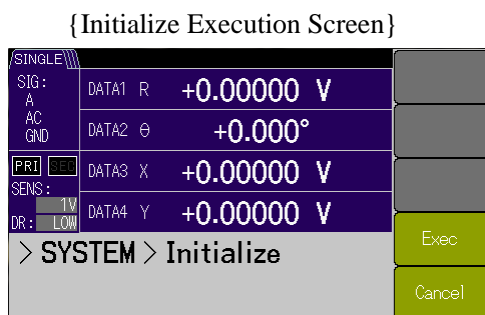 {Initialize Execution Screen}
SINGLE
SIG:
A
AC
GND
DATA1 R +0.00000 V
DATA2 θ +0.000°
PRI SEC
SENS:
1V
DR: LOW
DATA3 X +0.00000 V
DATA4 Y +0.00000 V
> SYSTEM > Initialize
Exec
Cancel